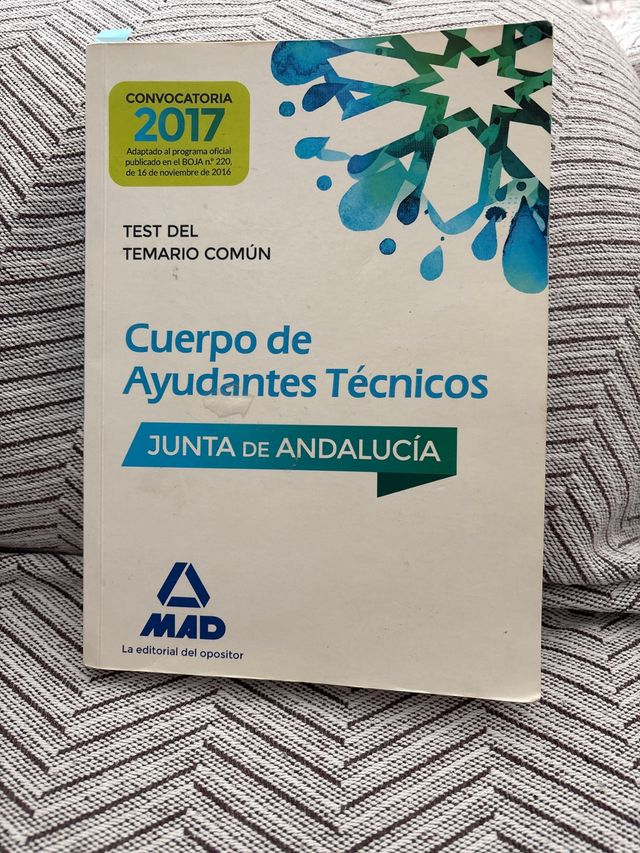 CONVOCATORIA
2017
Adaptado al programa oficial
publicado en el BOJA n.º 220,
de 16 de noviembre de 2016
TEST DEL
TEMARIO COMÚN
Cuerpo de
Ayudantes Técnicos
JUNTA DE ANDALUCÍA
MAD
La editorial del opositor